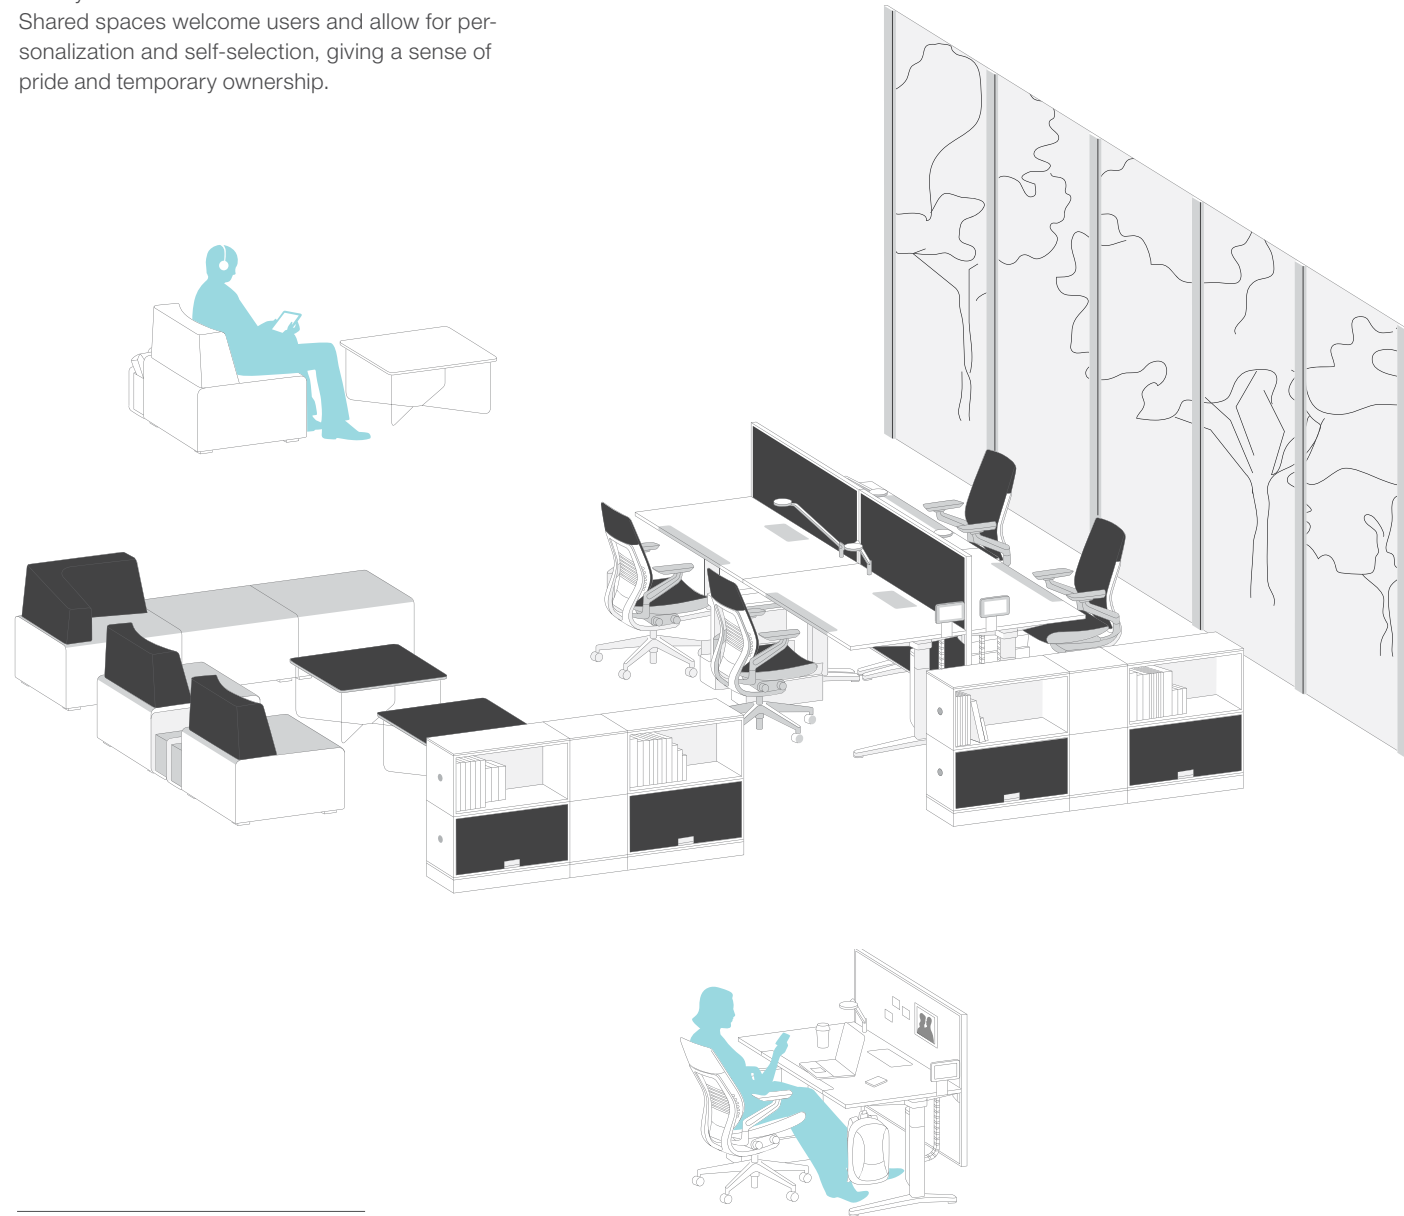 Shared spaces welcome users and allow for per-
sonalization and self-selection, giving a sense of
pride and temporary ownership.